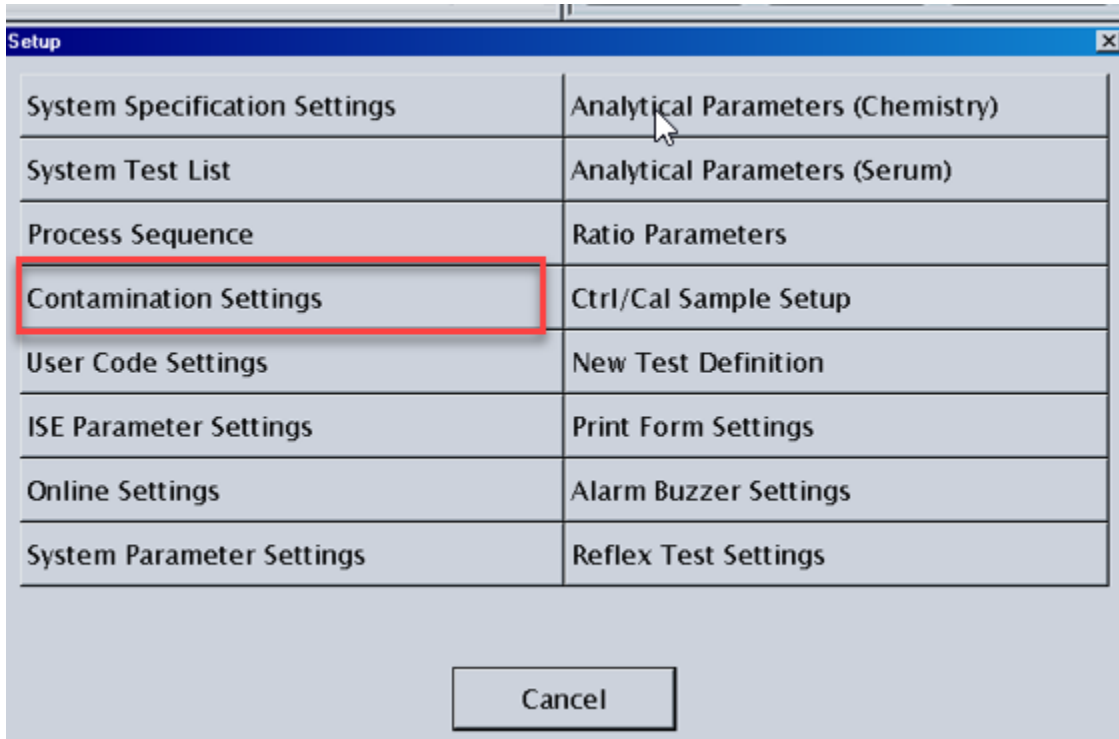 Setup
System Specification Settings
Analytical Parameters (Chemistry)
System Test List
Analytical Parameters (Serum)
Process Sequence
Ratio Parameters
Contamination Settings
Ctrl/Cal Sample Setup
User Code Settings
New Test Definition
ISE Parameter Settings
Print Form Settings
Online Settings
Alarm Buzzer Settings
System Parameter Settings
Reflex Test Settings
Cancel